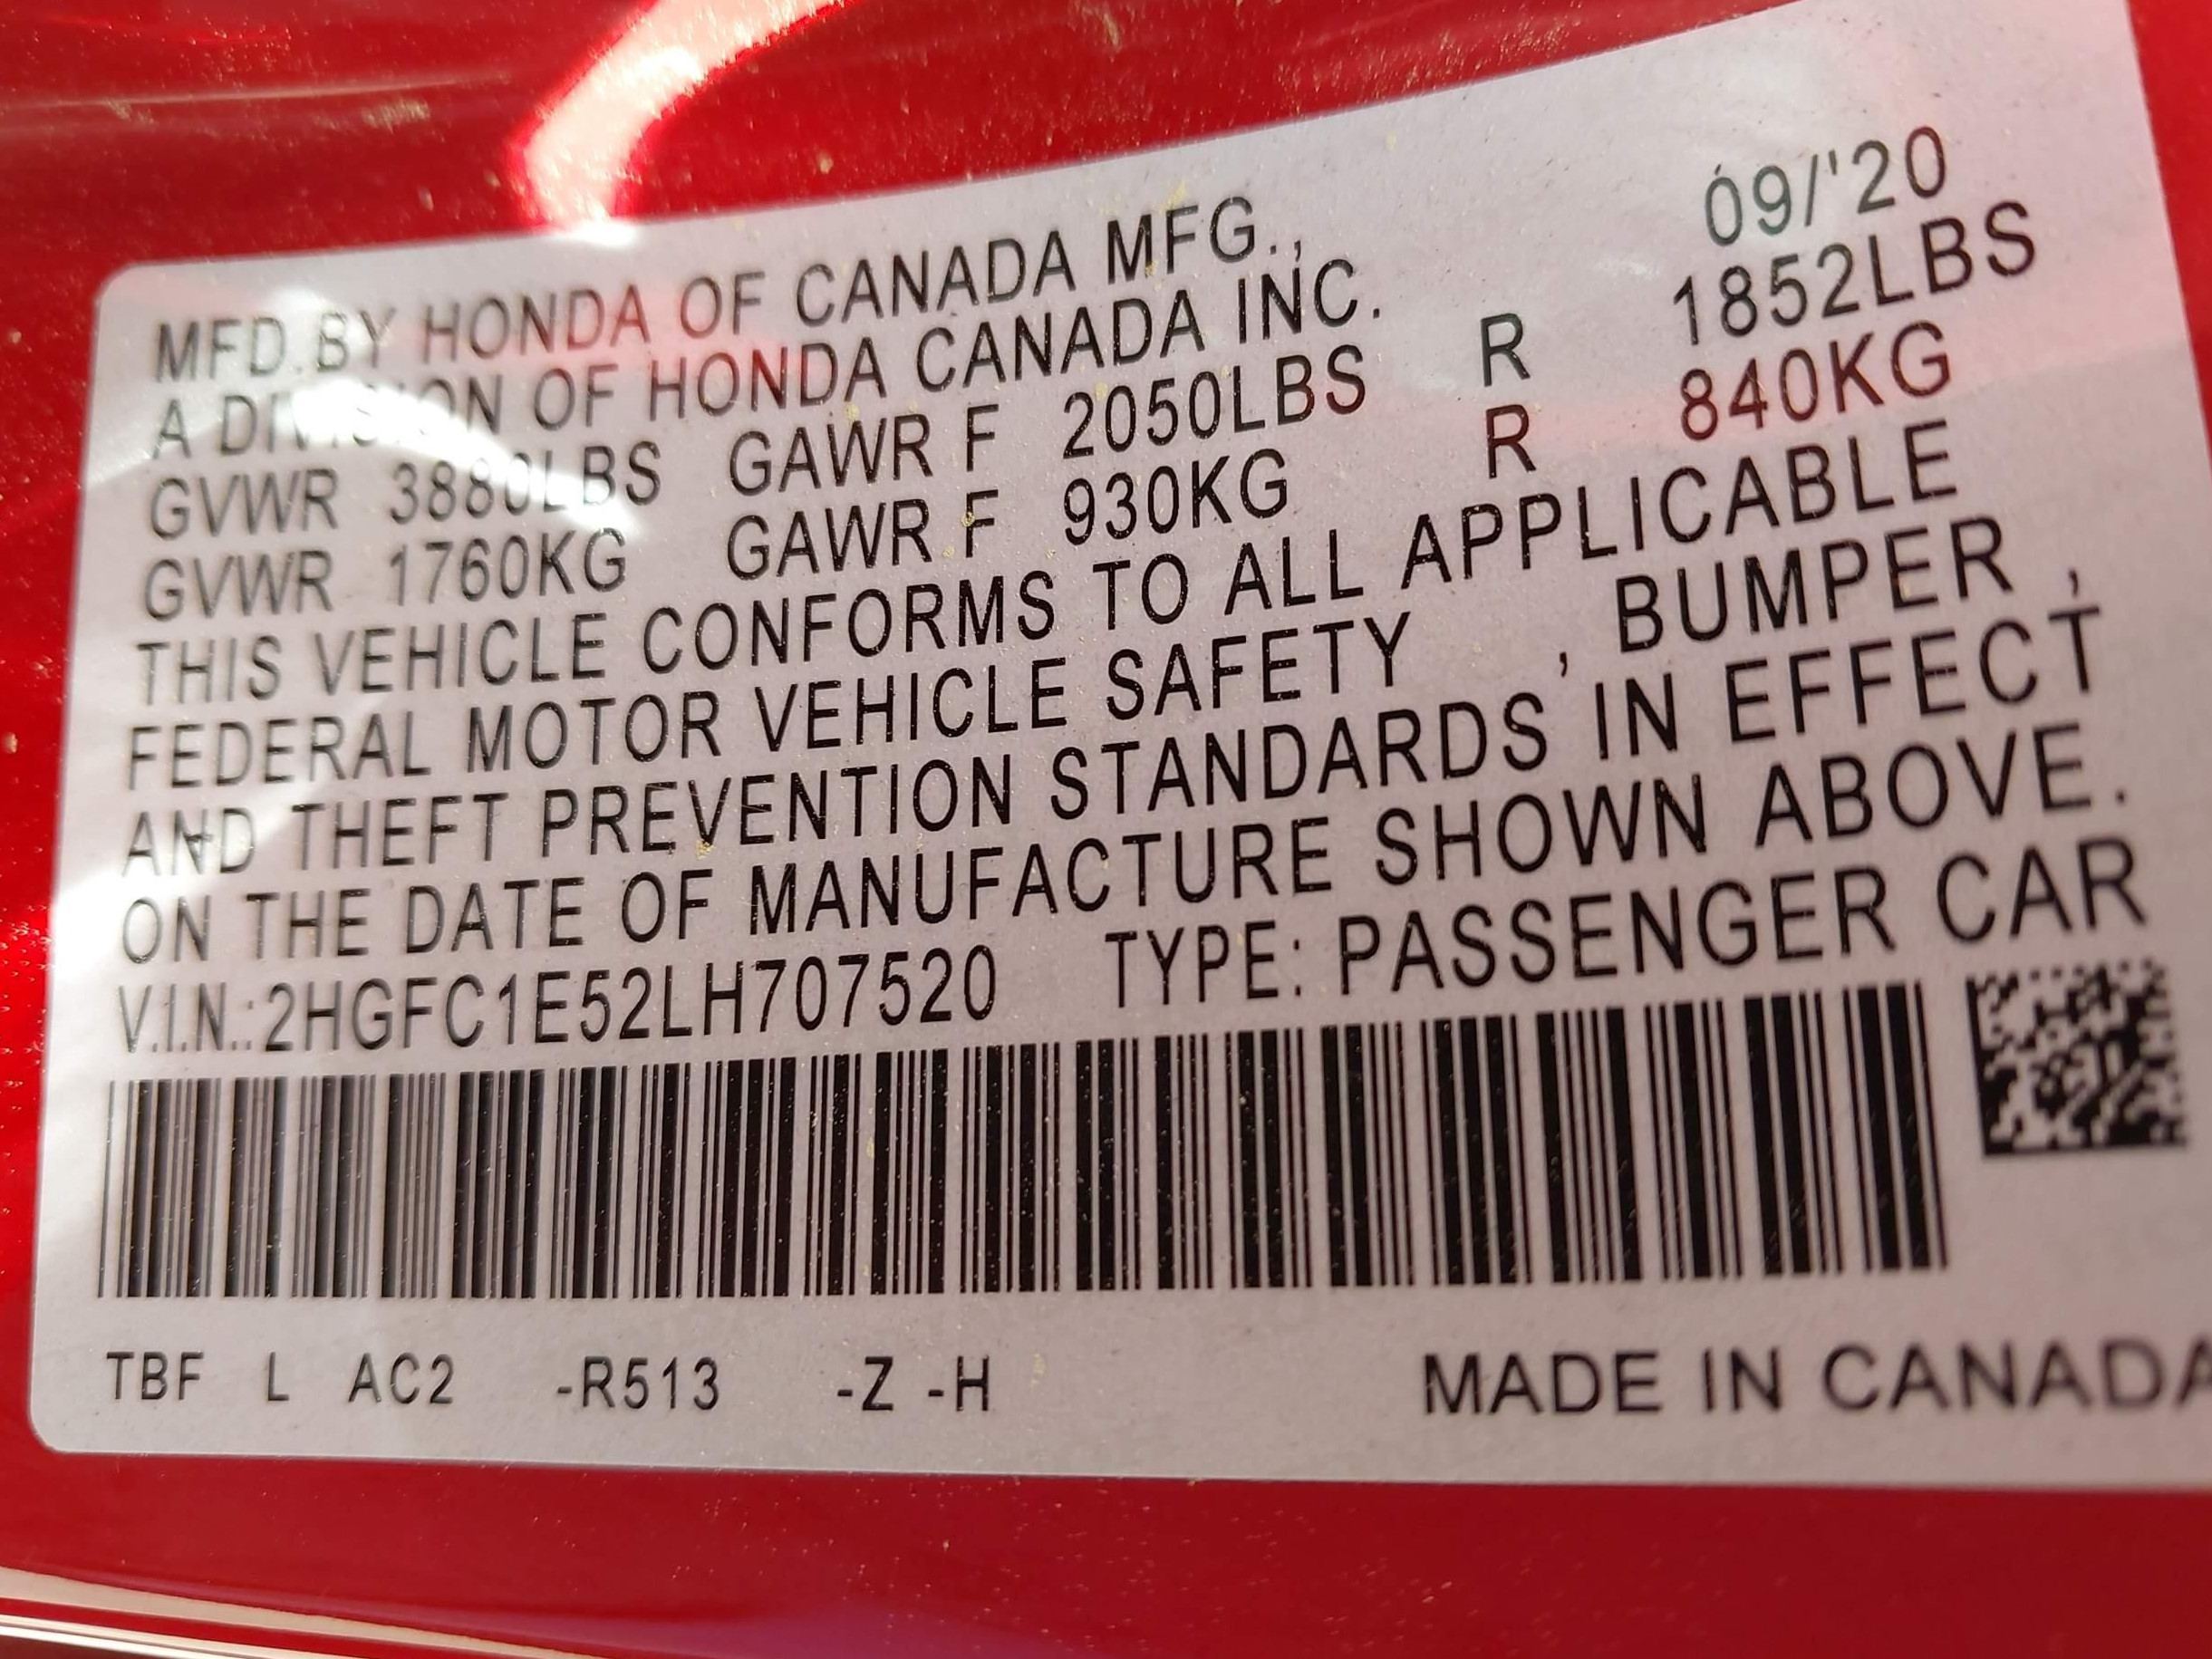 09/'20
MFD.BY HONDA OF CANADA MFG.,
A DIVISION OF HONDA CANADA INC.
GVWR 3880LBS GAWR F 2050LBS R 1852LBS
GVWR 1760KG GAWR F 930KG R 840KG
THIS VEHICLE CONFORMS TO ALL APPLICABLE
FEDERAL MOTOR VEHICLE SAFETY , BUMPER ,
AND THEFT PREVENTION STANDARDS IN EFFECT
ON THE DATE OF MANUFACTURE SHOWN ABOVE.
V.I.N.:2HGFC1E52LH707520 TYPE: PASSENGER CAR
TBF L AC2 -R513 -Z -H MADE IN CANADA